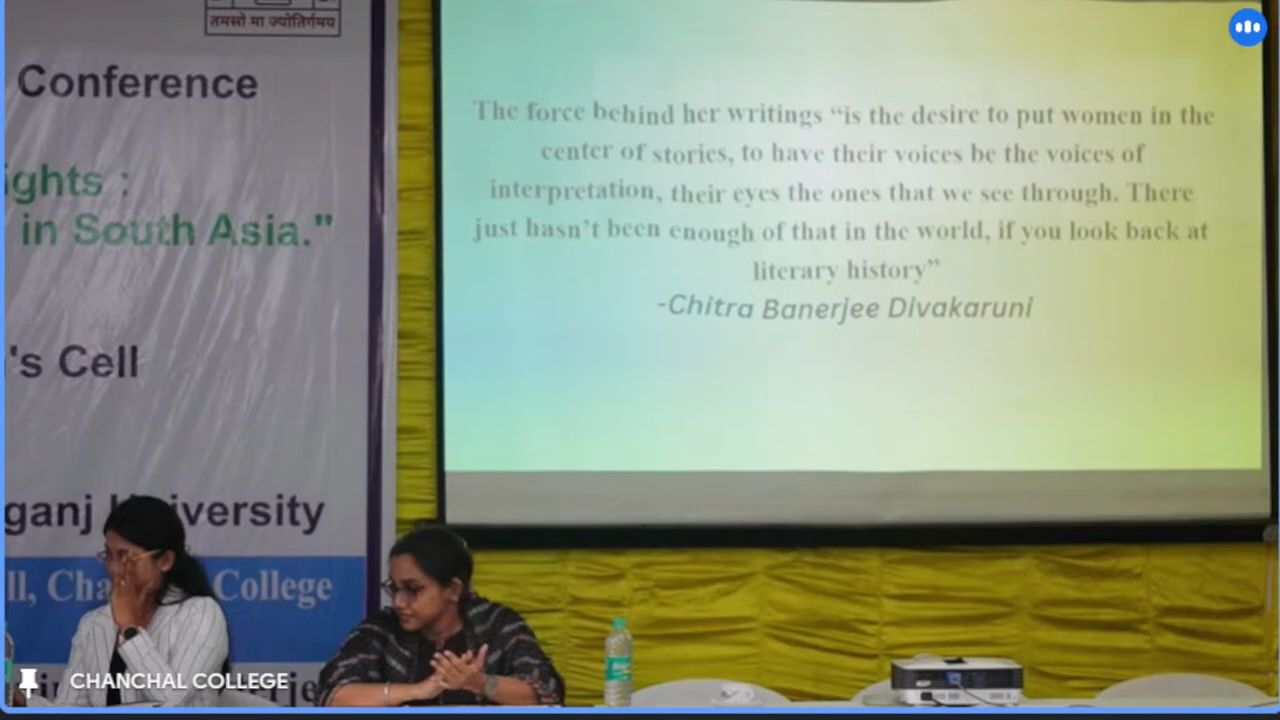 तमसो मा ज्योतिर्गमय
Conference
ights :
in South Asia."
's Cell
ganj University
ll, Chanchal College
The force behind her writings “is the desire to put women in the
center of stories, to have their voices be the voices of
interpretation, their eyes the ones that we see through. There
just hasn’t been enough of that in the world, if you look back at
literary history”
-Chitra Banerjee Divakaruni
CHANCHAL COLLEGE